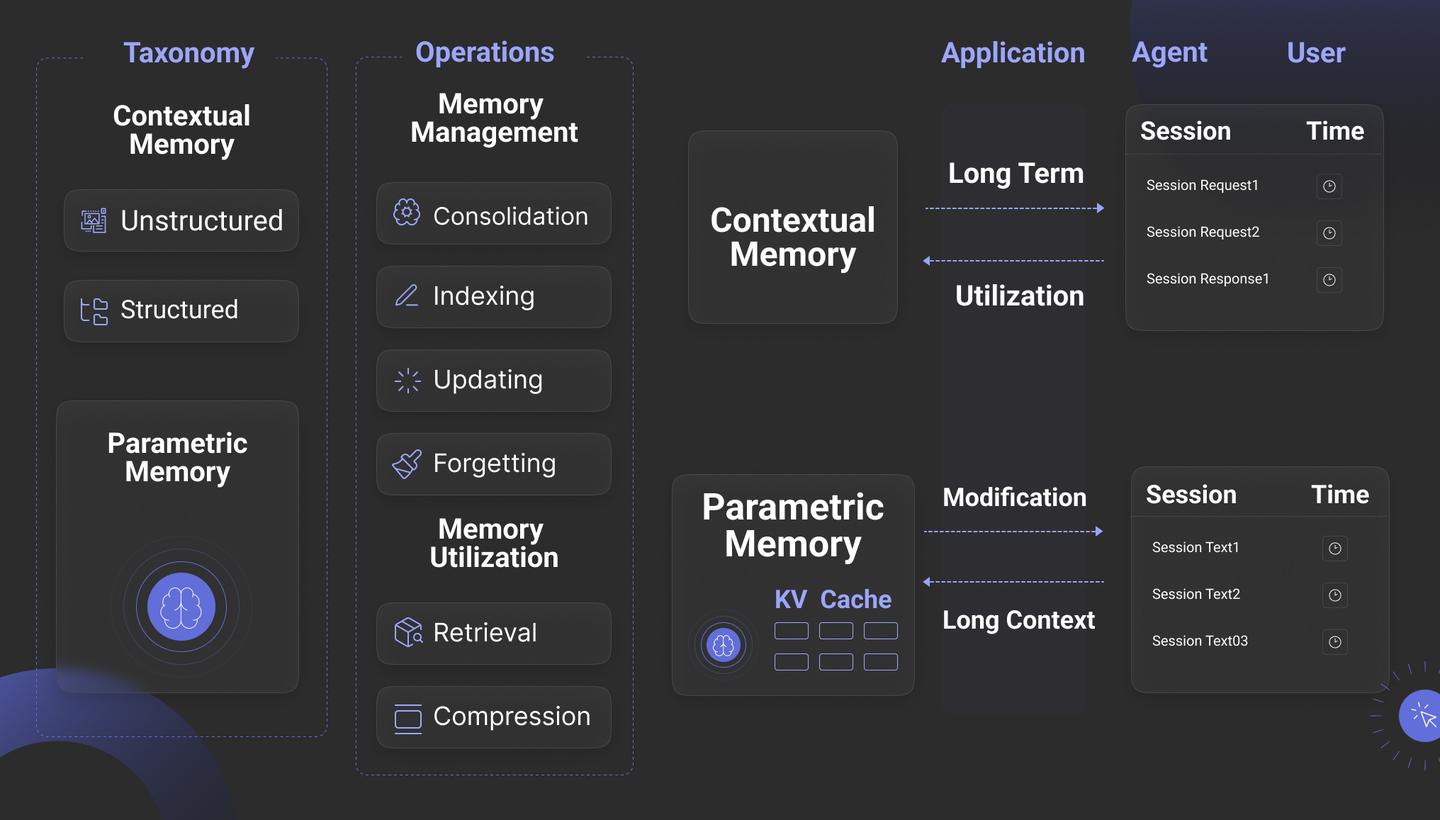 Taxonomy
Contextual
Memory
Unstructured
Structured
Parametric
Memory
Operations
Memory
Management
Consolidation
Indexing
Updating
Forgetting
Memory
Utilization
Retrieval
Compression
Application
Agent
User
Contextual
Memory
Long Term
Utilization
Session Time
Session Request1
Session Request2
Session Response1
Parametric
Memory
KV Cache
Modification
Long Context
Session Time
Session Text1
Session Text2
Session Text03